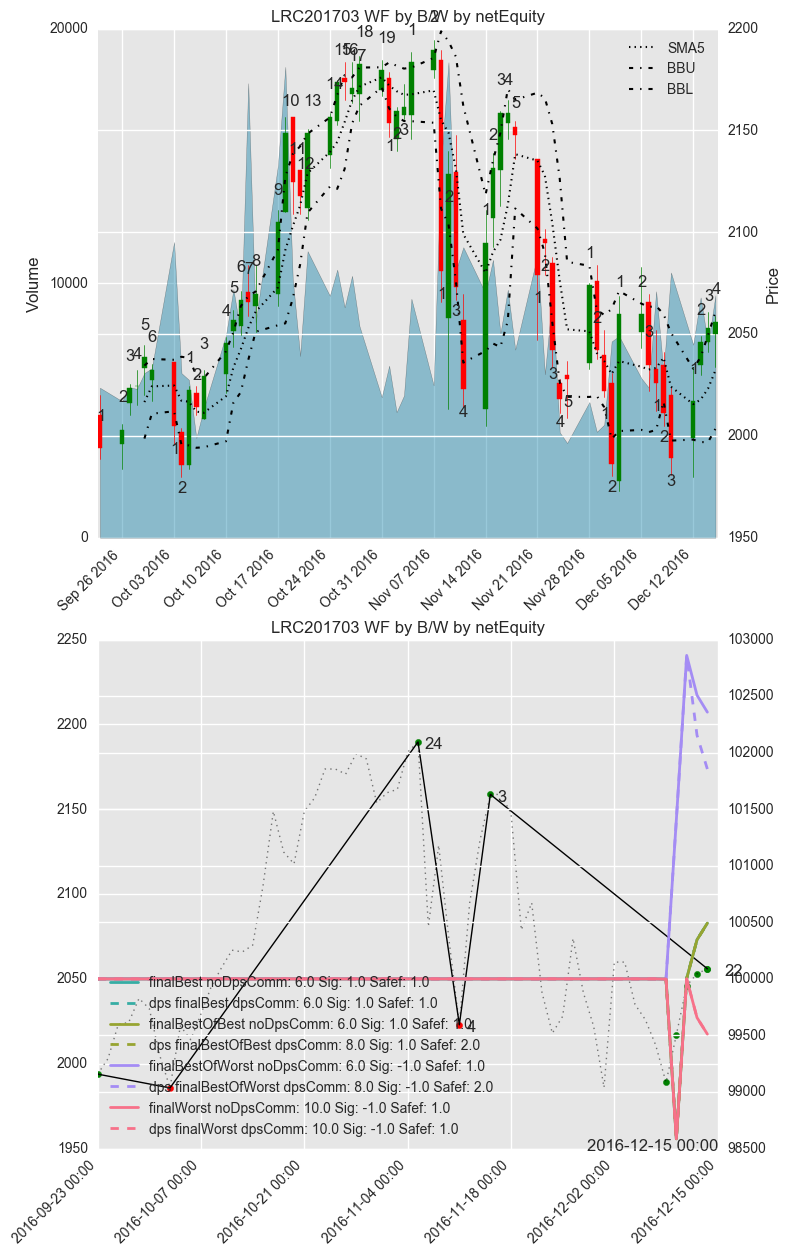 LRC201703 WF by B/W by netEquity
20000
2200
SMA5
BBU
BBL
2150
2100
10000
Volume
Price
2050
2000
0
1950
Sep 26 2016
Oct 03 2016
Oct 10 2016
Oct 17 2016
Oct 24 2016
Oct 31 2016
Nov 07 2016
Nov 14 2016
Nov 21 2016
Nov 28 2016
Dec 05 2016
Dec 12 2016
LRC201703 WF by B/W by netEquity
2250
103000
102500
2200
24
102000
2150
3
101500
101000
2100
100500
22
2050
100000
finalBest noDpsComm: 6.0 Sig: 1.0 Safef: 1.0
dps finalBest dpsComm: 6.0 Sig: 1.0 Safef: 1.0
finalBestOfBest noDpsComm: 6.0 Sig: 1.0 Safef: 1.0
4
99500
dps finalBestOfBest dpsComm: 8.0 Sig: 1.0 Safef: 2.0
2000
finalBestOfWorst noDpsComm: 6.0 Sig: -1.0 Safef: 1.0
dps finalBestOfWorst dpsComm: 8.0 Sig: -1.0 Safef: 2.0
99000
finalWorst noDpsComm: 10.0 Sig: -1.0 Safef: 1.0
dps finalWorst dpsComm: 10.0 Sig: -1.0 Safef: 1.0
2016-12-15 00:00
1950
98500
2016-09-23 00:00
2016-10-07 00:00
2016-10-21 00:00
2016-11-04 00:00
2016-11-18 00:00
2016-12-02 00:00
2016-12-15 00:00